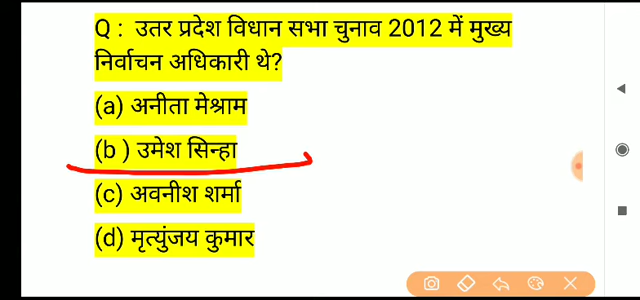 Q : उतर प्रदेश विधान सभा चुनाव 2012 में मुख्य
निर्वाचन अधिकारी थे?
(a) अनीता मेश्राम
(b ) उमेश सिन्हा
(c) अवनीश शर्मा
(d) मृत्युंजय कुमार